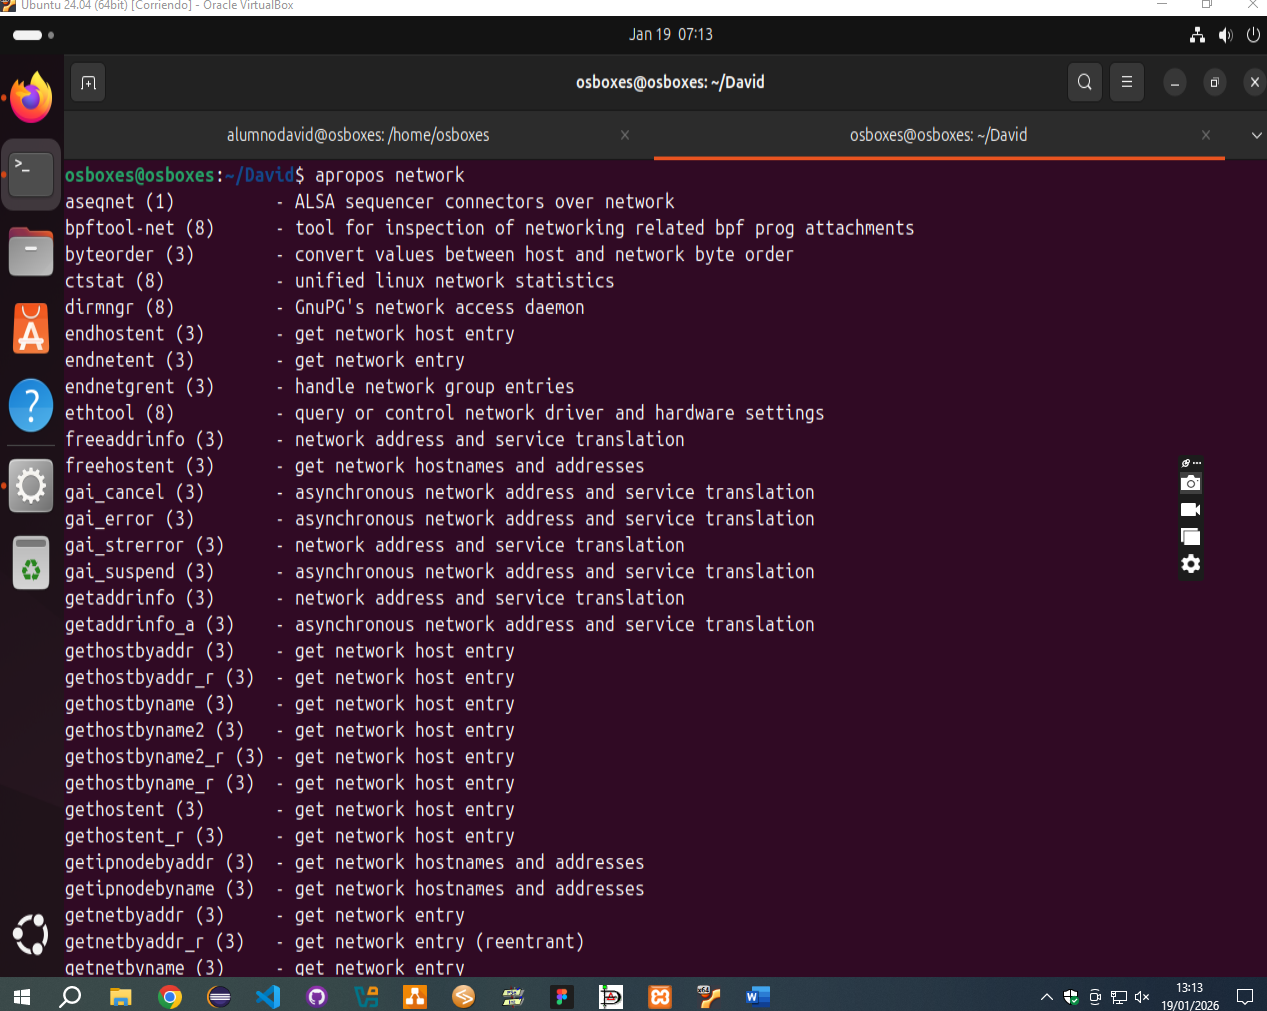 Ubuntu 24.04 (64bit) [Corriendo] - Oracle VirtualBox
Jan 19 07:13
osboxes@osboxes: ~/David
alumnodavid@osboxes: /home/osboxes
osboxes@osboxes: ~/David
osboxes@osboxes:~/David$ apropos network
aseqnet (1) - ALSA sequencer connectors over network
bpftool-net (8) - tool for inspection of networking related bpf prog attachments
byteorder (3) - convert values between host and network byte order
ctstat (8) - unified linux network statistics
dirmngr (8) - GnuPG's network access daemon
endhostent (3) - get network host entry
endnetent (3) - get network entry
endnetgrent (3) - handle network group entries
ethtool (8) - query or control network driver and hardware settings
freeaddrinfo (3) - network address and service translation
freehostent (3) - get network hostnames and addresses
gai_cancel (3) - asynchronous network address and service translation
gai_error (3) - asynchronous network address and service translation
gai_strerror (3) - network address and service translation
gai_suspend (3) - asynchronous network address and service translation
getaddrinfo (3) - network address and service translation
getaddrinfo_a (3) - asynchronous network address and service translation
gethostbyaddr (3) - get network host entry
gethostbyaddr_r (3) - get network host entry
gethostbyname (3) - get network host entry
gethostbyname2 (3) - get network host entry
gethostbyname2_r (3) - get network host entry
gethostbyname_r (3) - get network host entry
gethostent (3) - get network host entry
gethostent_r (3) - get network host entry
getipnodebyaddr (3) - get network hostnames and addresses
getipnodebyname (3) - get network hostnames and addresses
getnetbyaddr (3) - get network entry
getnetbyaddr_r (3) - get network entry (reentrant)
getnetbyname (3) - get network entry
13:13
19/01/2026